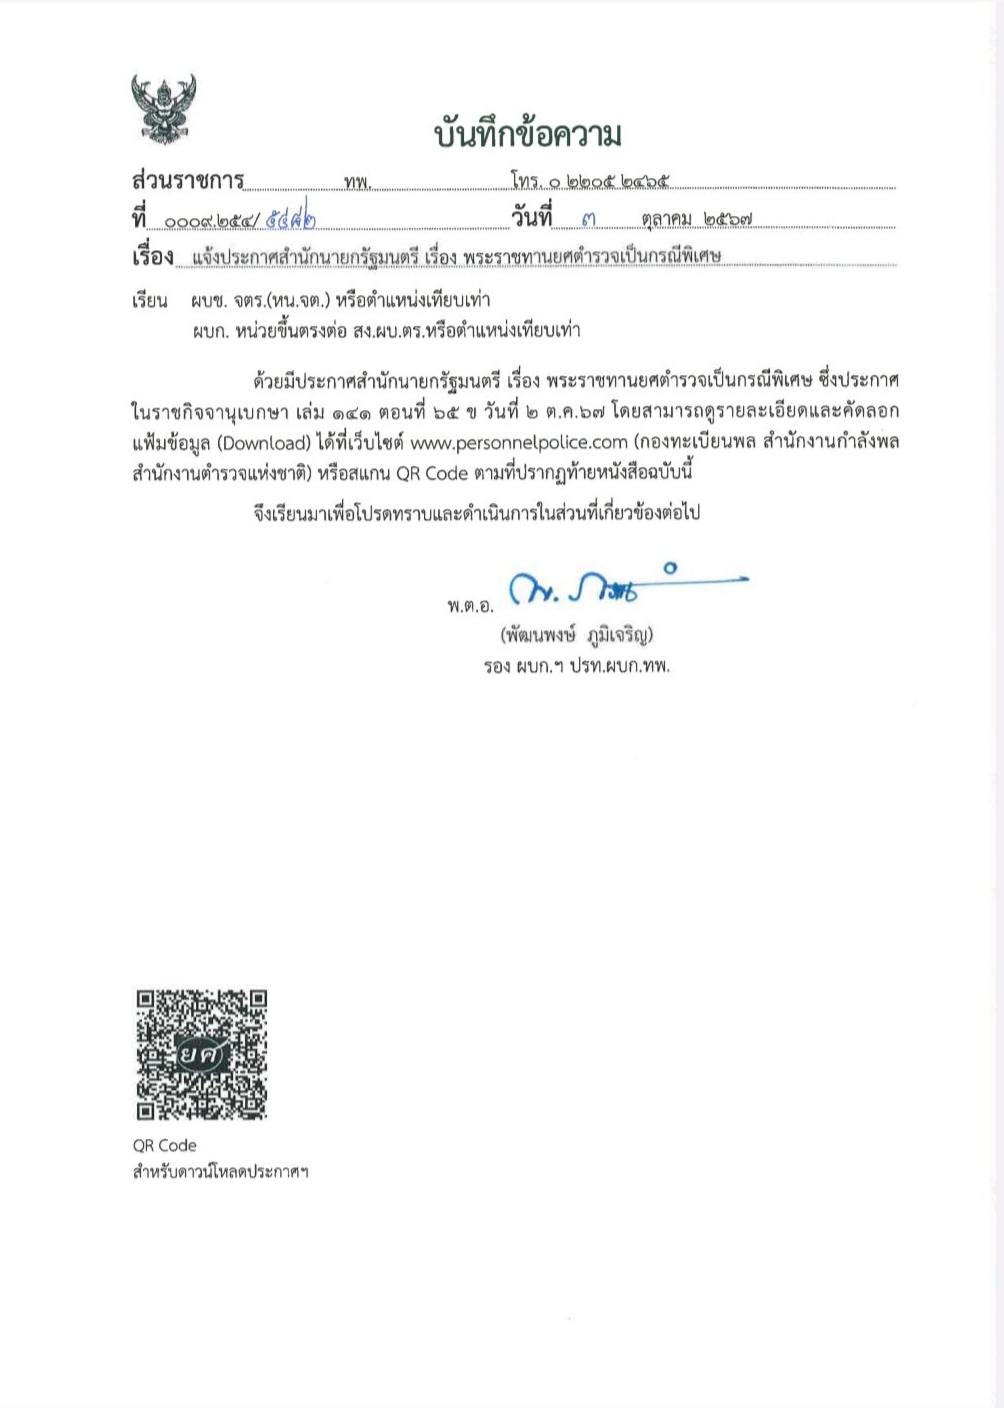 บันทึกข้อความ
ส่วนราชการ ทพ. โทร. ๐ ๒๒๐๕ ๒๔๖๕
ที่ ๐๐๐๙.๒๕๔/ ๕๔๘๒ วันที่ ๓ ตุลาคม ๒๕๖๗
เรื่อง แจ้งประกาศสำนักนายกรัฐมนตรี เรื่อง พระราชทานยศตำรวจเป็นกรณีพิเศษ
เรียน ผบช. จตร.(หน.จต.) หรือตำแหน่งเทียบเท่า
ผบก. หน่วยขึ้นตรงต่อ สง.ผบ.ตร.หรือตำแหน่งเทียบเท่า
ด้วยมีประกาศสำนักนายกรัฐมนตรี เรื่อง พระราชทานยศตำรวจเป็นกรณีพิเศษ ซึ่งประกาศ
ในราชกิจจานุเบกษา เล่ม ๑๔๑ ตอนที่ ๖๕ ข วันที่ ๒ ต.ค.๖๗ โดยสามารถดูรายละเอียดและคัดลอก
แฟ้มข้อมูล (Download) ได้ที่เว็บไซต์ www.personnelpolice.com (กองทะเบียนพล สำนักงานกำลังพล
สำนักงานตำรวจแห่งชาติ) หรือสแกน QR Code ตามที่ปรากฏท้ายหนังสือฉบับนี้
จึงเรียนมาเพื่อโปรดทราบและดำเนินการในส่วนที่เกี่ยวข้องต่อไป
พ.ต.อ.
(พัฒนพงษ์ ภูมิเจริญ)
รอง ผบก.ฯ ปรท.ผบก.ทพ.
ยศ
QR Code
สำหรับดาวน์โหลดประกาศฯ